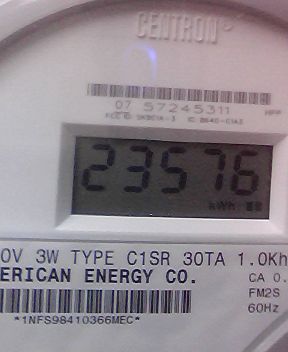 CENTRON
07 57245311
23576
kWh
0V 3W TYPE C1SR 30TA 1.0Kh
ERICAN ENERGY CO.
CA 0.
FM2S
60Hz
*1NFS98410366MEC*